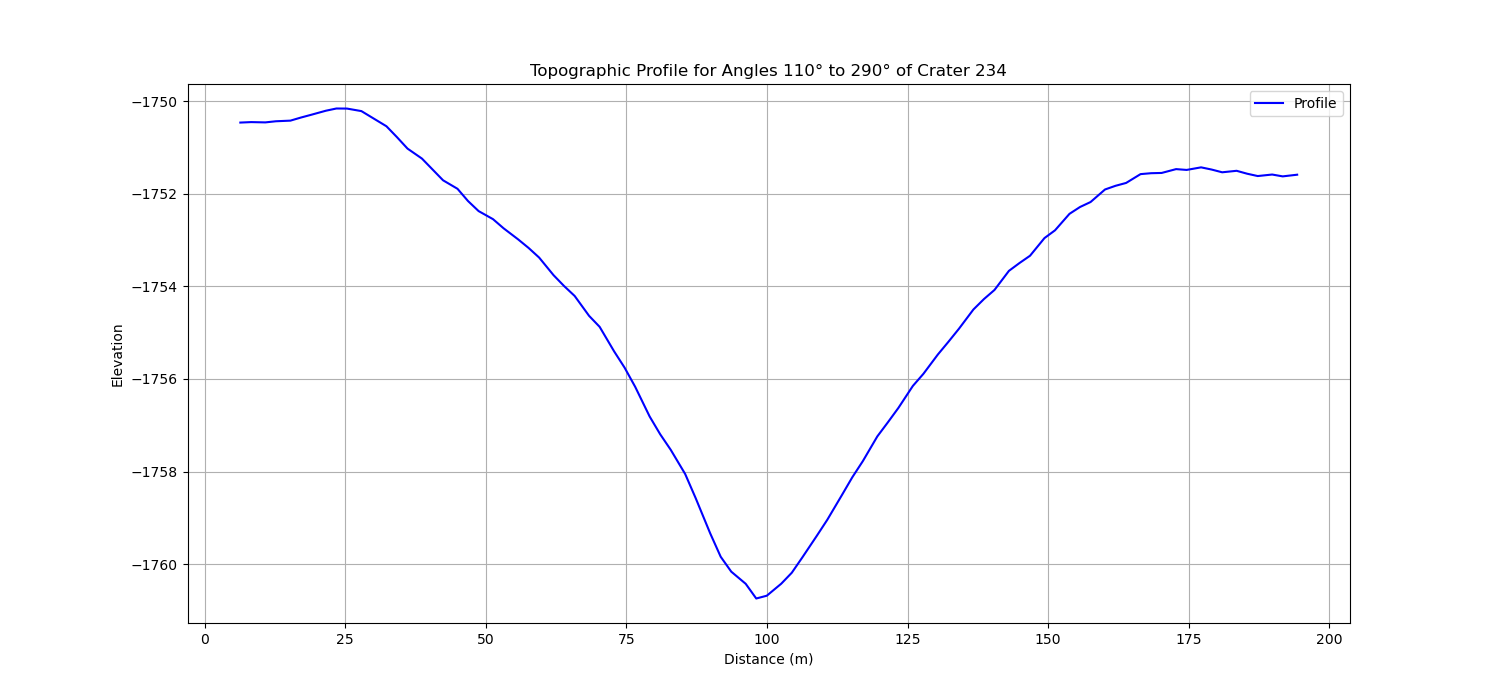 Topographic Profile for Angles 110° to 290° of Crater 234
Profile
Elevation
−1750
−1752
−1754
−1756
−1758
−1760
0 25 50 75 100 125 150 175 200
Distance (m)